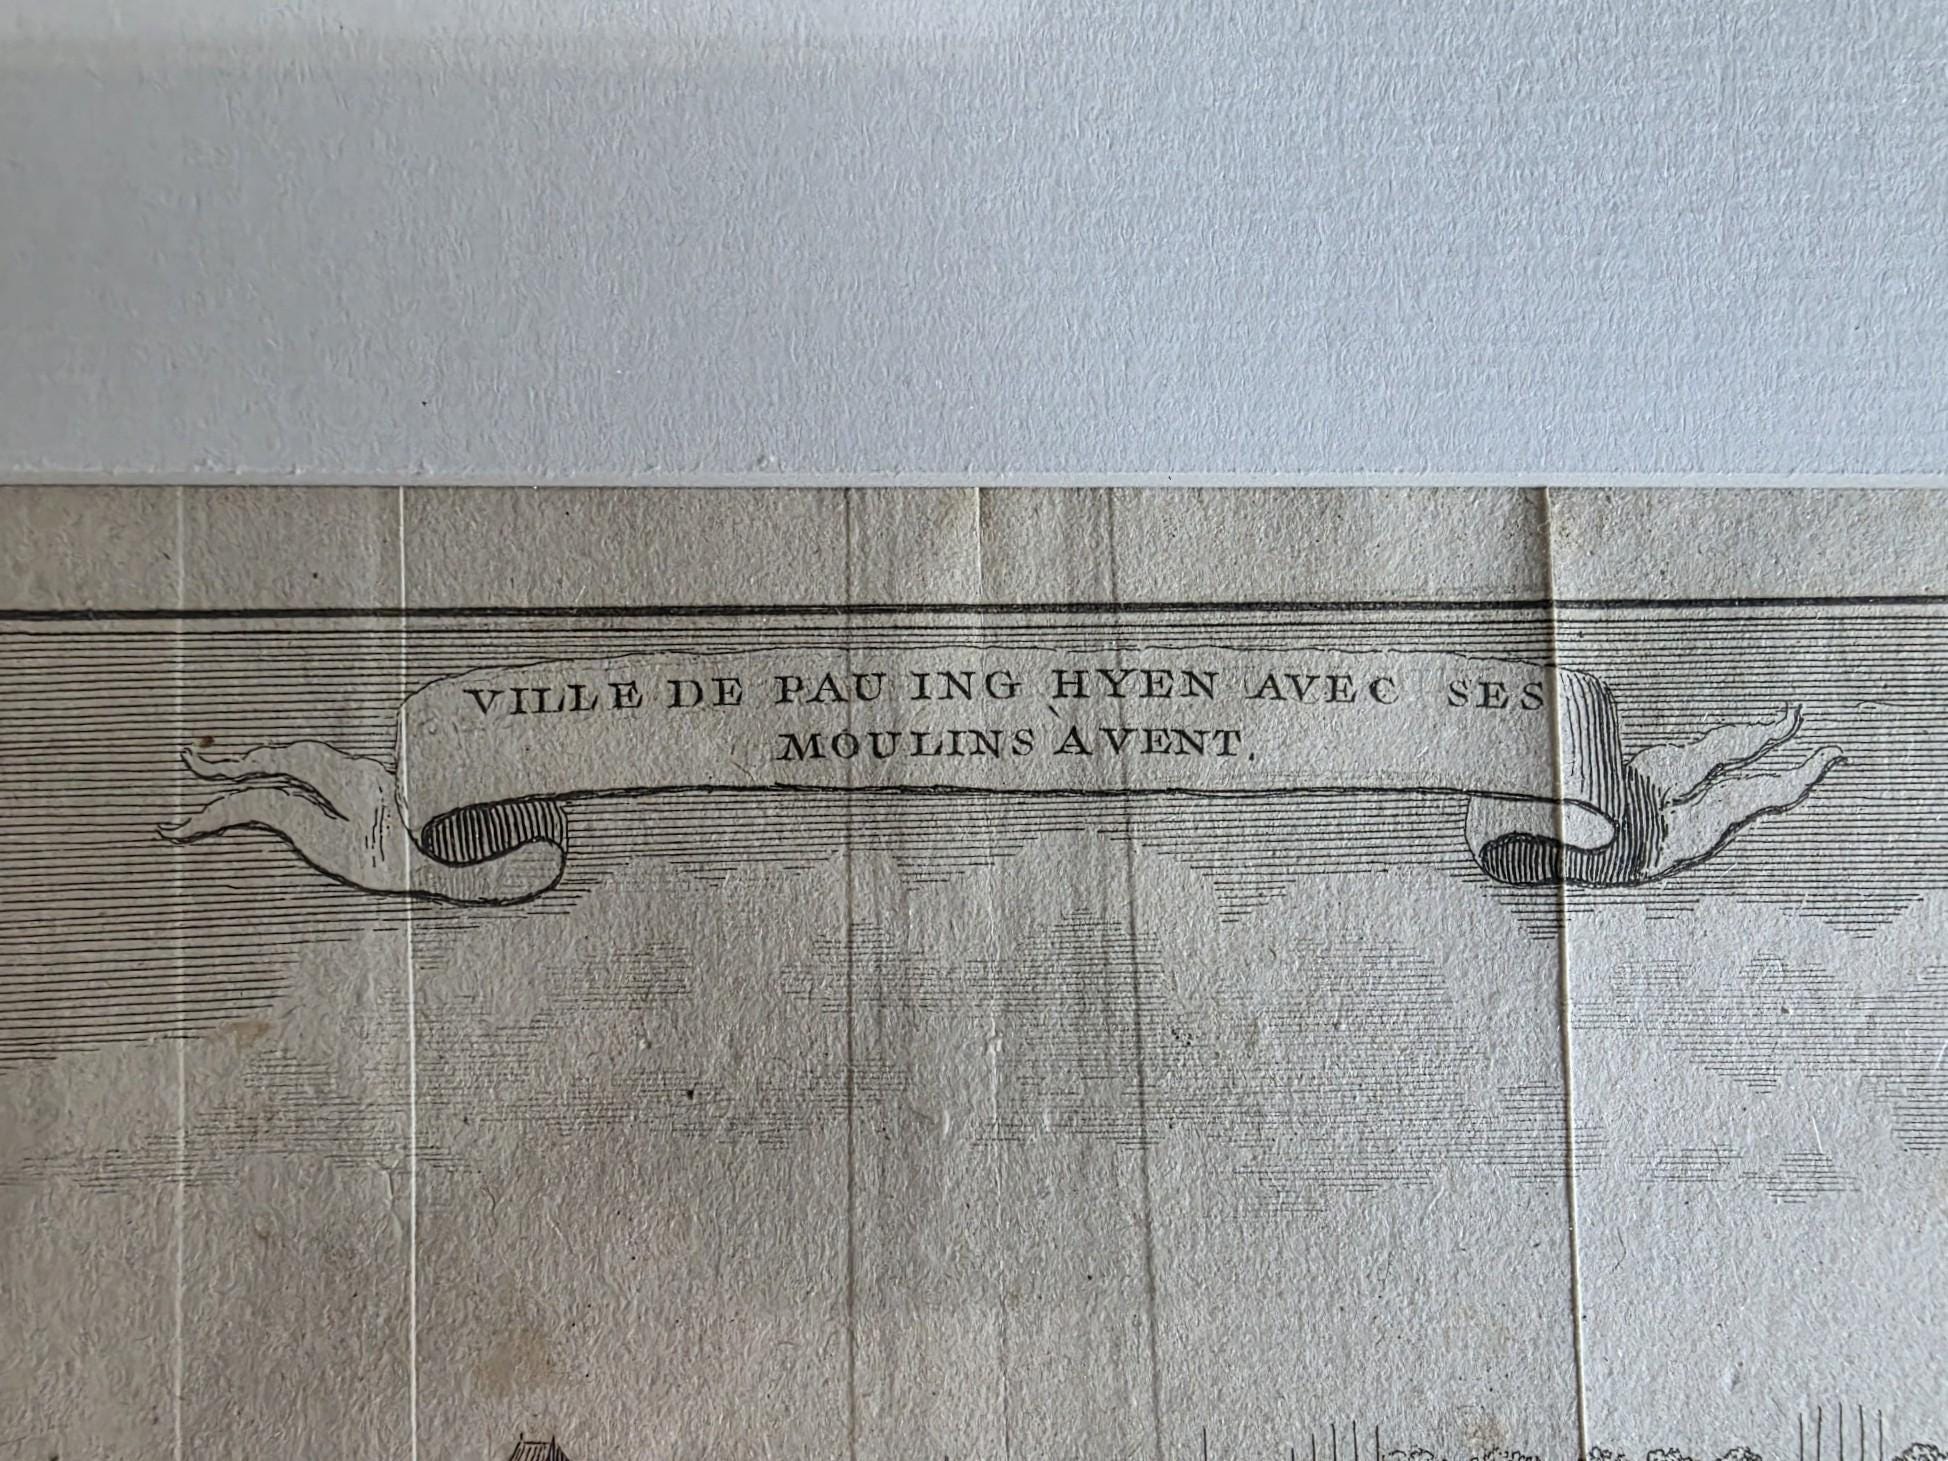 VILLE DE PAU ING HYEN AVEC SES
MOULINS À VENT.